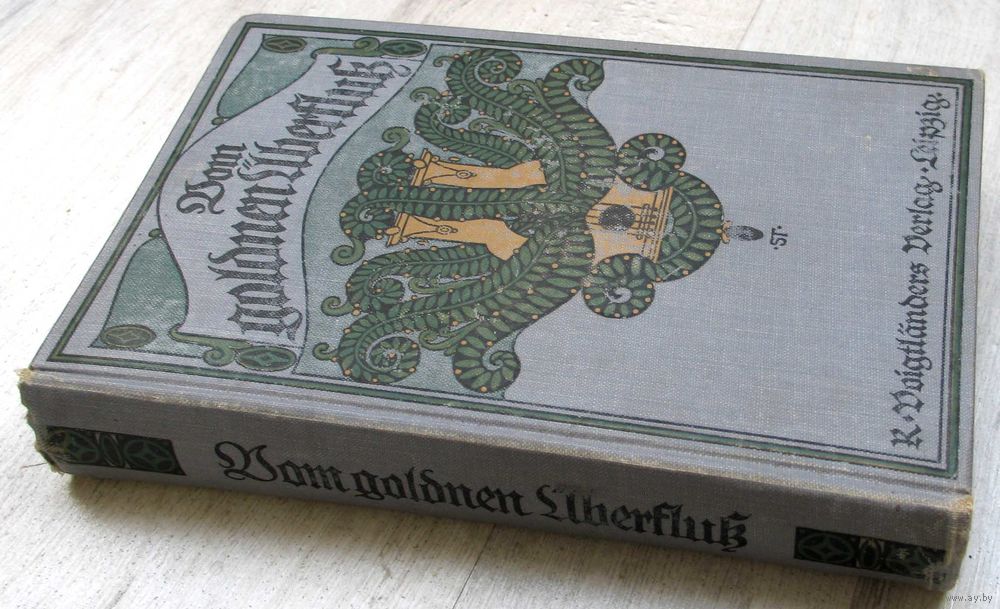 Vom
goldnen Überfluß
·ST·
R·Voigtländers Verlag·Leipzig·
Vom goldnen Überfluß
www.ay.by